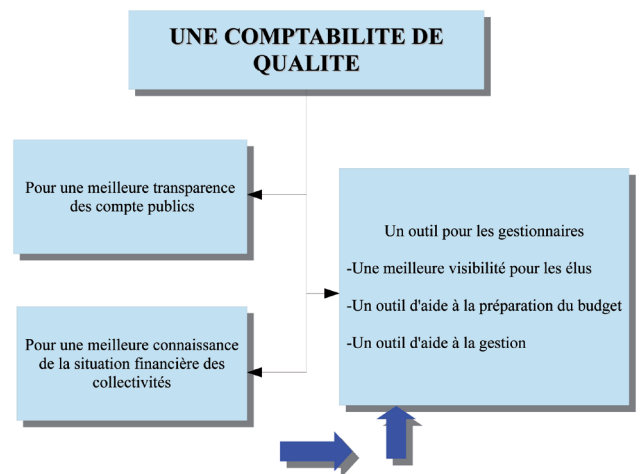 UNE COMPTABILITE DE
QUALITE
Pour une meilleure transparence
des compte publics
Un outil pour les gestionnaires
-Une meilleure visibilité pour les élus
-Un outil d'aide à la préparation du budget
-Un outil d'aide à la gestion
Pour une meilleure connaissance
de la situation financière des
collectivités